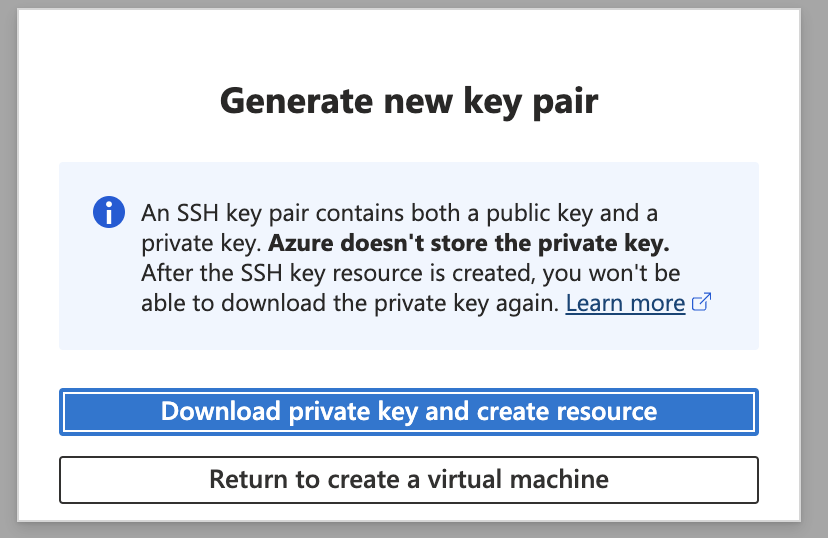 Generate new key pair
An SSH key pair contains both a public key and a
private key. Azure doesn't store the private key.
After the SSH key resource is created, you won't be
able to download the private key again. Learn more
Download private key and create resource
Return to create a virtual machine